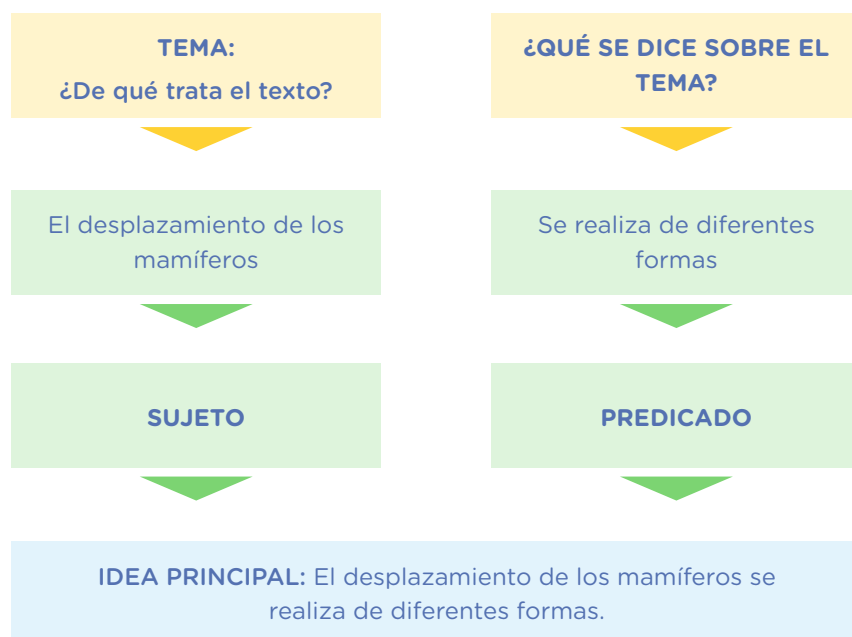 TEMA:
¿De qué trata el texto?
¿QUÉ SE DICE SOBRE EL
TEMA?
El desplazamiento de los
mamíferos
Se realiza de diferentes
formas
SUJETO
PREDICADO
IDEA PRINCIPAL: El desplazamiento de los mamíferos se
realiza de diferentes formas.